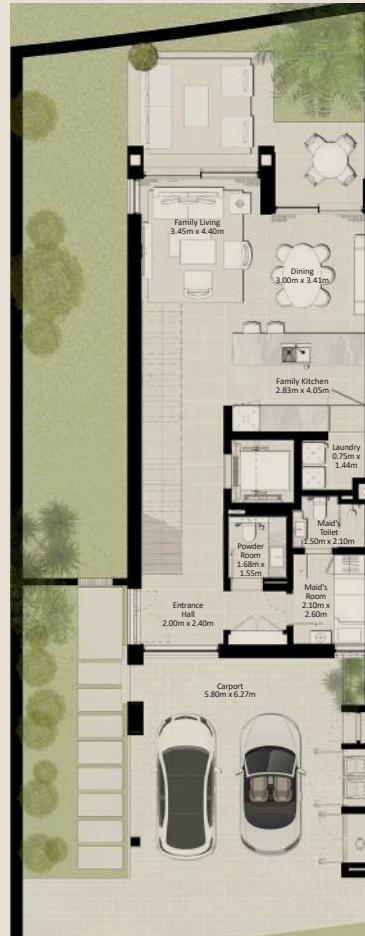 Family Living
3.45m x 4.40m
Dining
3.00m x 3.41m
Family Kitchen
2.83m x 4.05m
Laundry
0.75m x
1.44m
Maid's
Toilet
1.50m x 2.10m
Powder
Room
1.68m x
1.55m
Maid's
Room
2.10m x
2.60m
Entrance
Hall
2.00m x 2.40m
Carport
5.80m x 6.27m